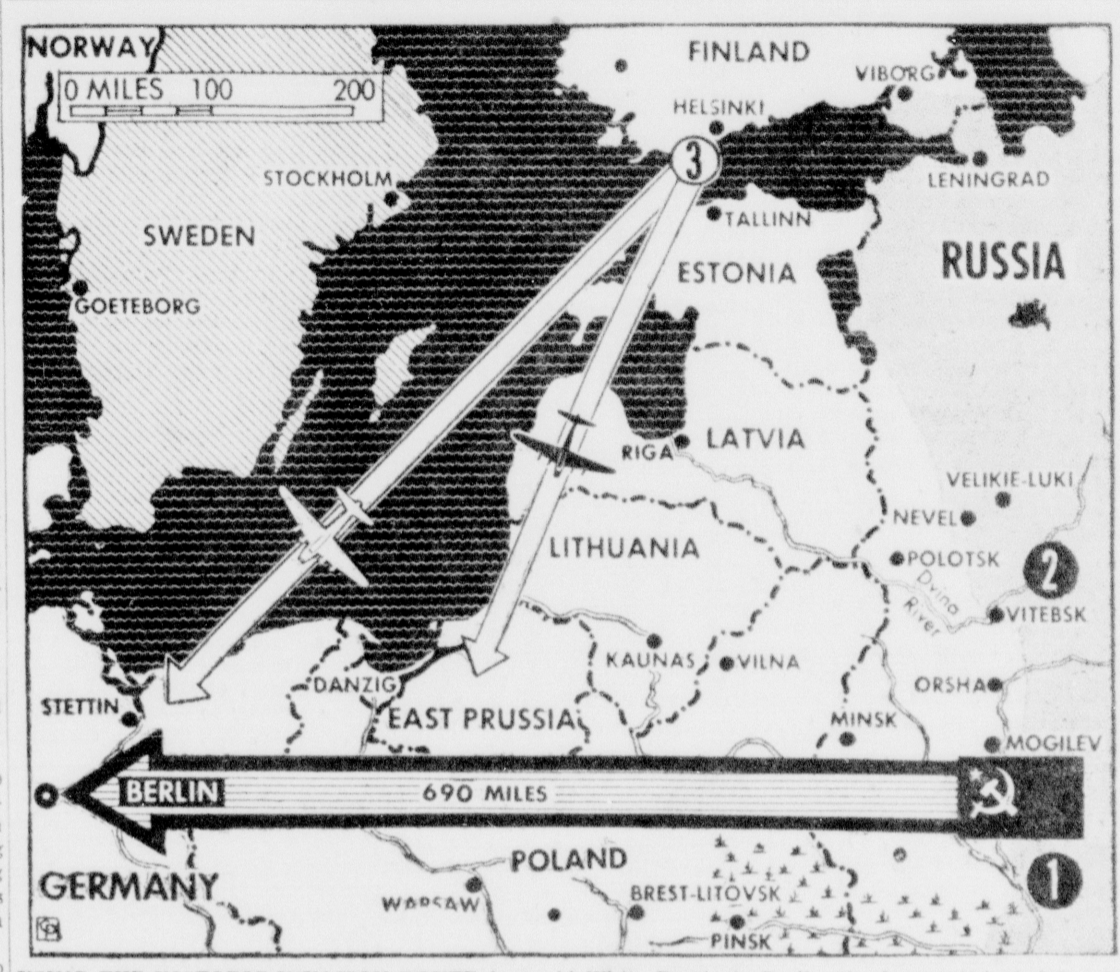 NORWAY
FINLAND
0 MILES 100 200
VIBORG
HELSINKI
3
STOCKHOLM
LENINGRAD
TALLINN
SWEDEN
RUSSIA
ESTONIA
GOETEBORG
RIGA
LATVIA
VELIKIE-LUKI
NEVEL
LITHUANIA
POLOTSK
2
Dvina
River
VITEBSK
KAUNAS
VILNA
DANZIG
ORSHA
STETTIN
EAST PRUSSIA
MINSK
MOGILEV
BERLIN
690 MILES
POLAND
GERMANY
1
WARSAW
BREST-LITOVSK
PINSK